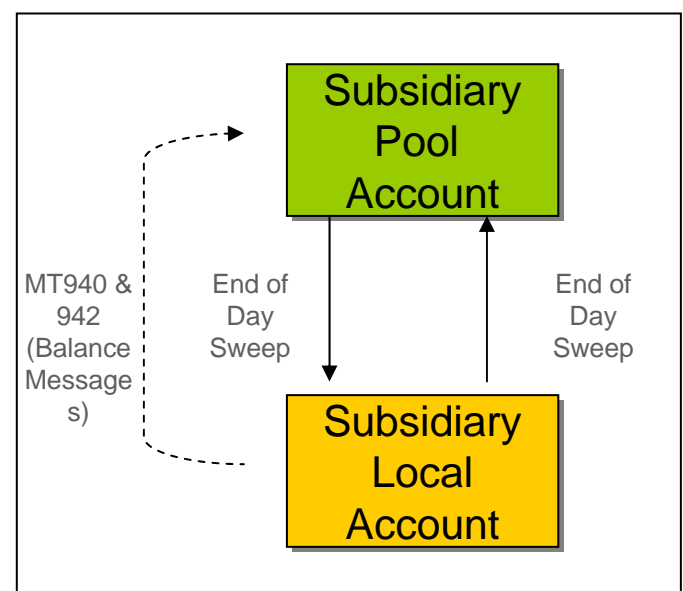 Subsidiary
Pool
Account
MT940 &
942
(Balance
Message
s)
End of
Day
Sweep
End of
Day
Sweep
Subsidiary
Local
Account